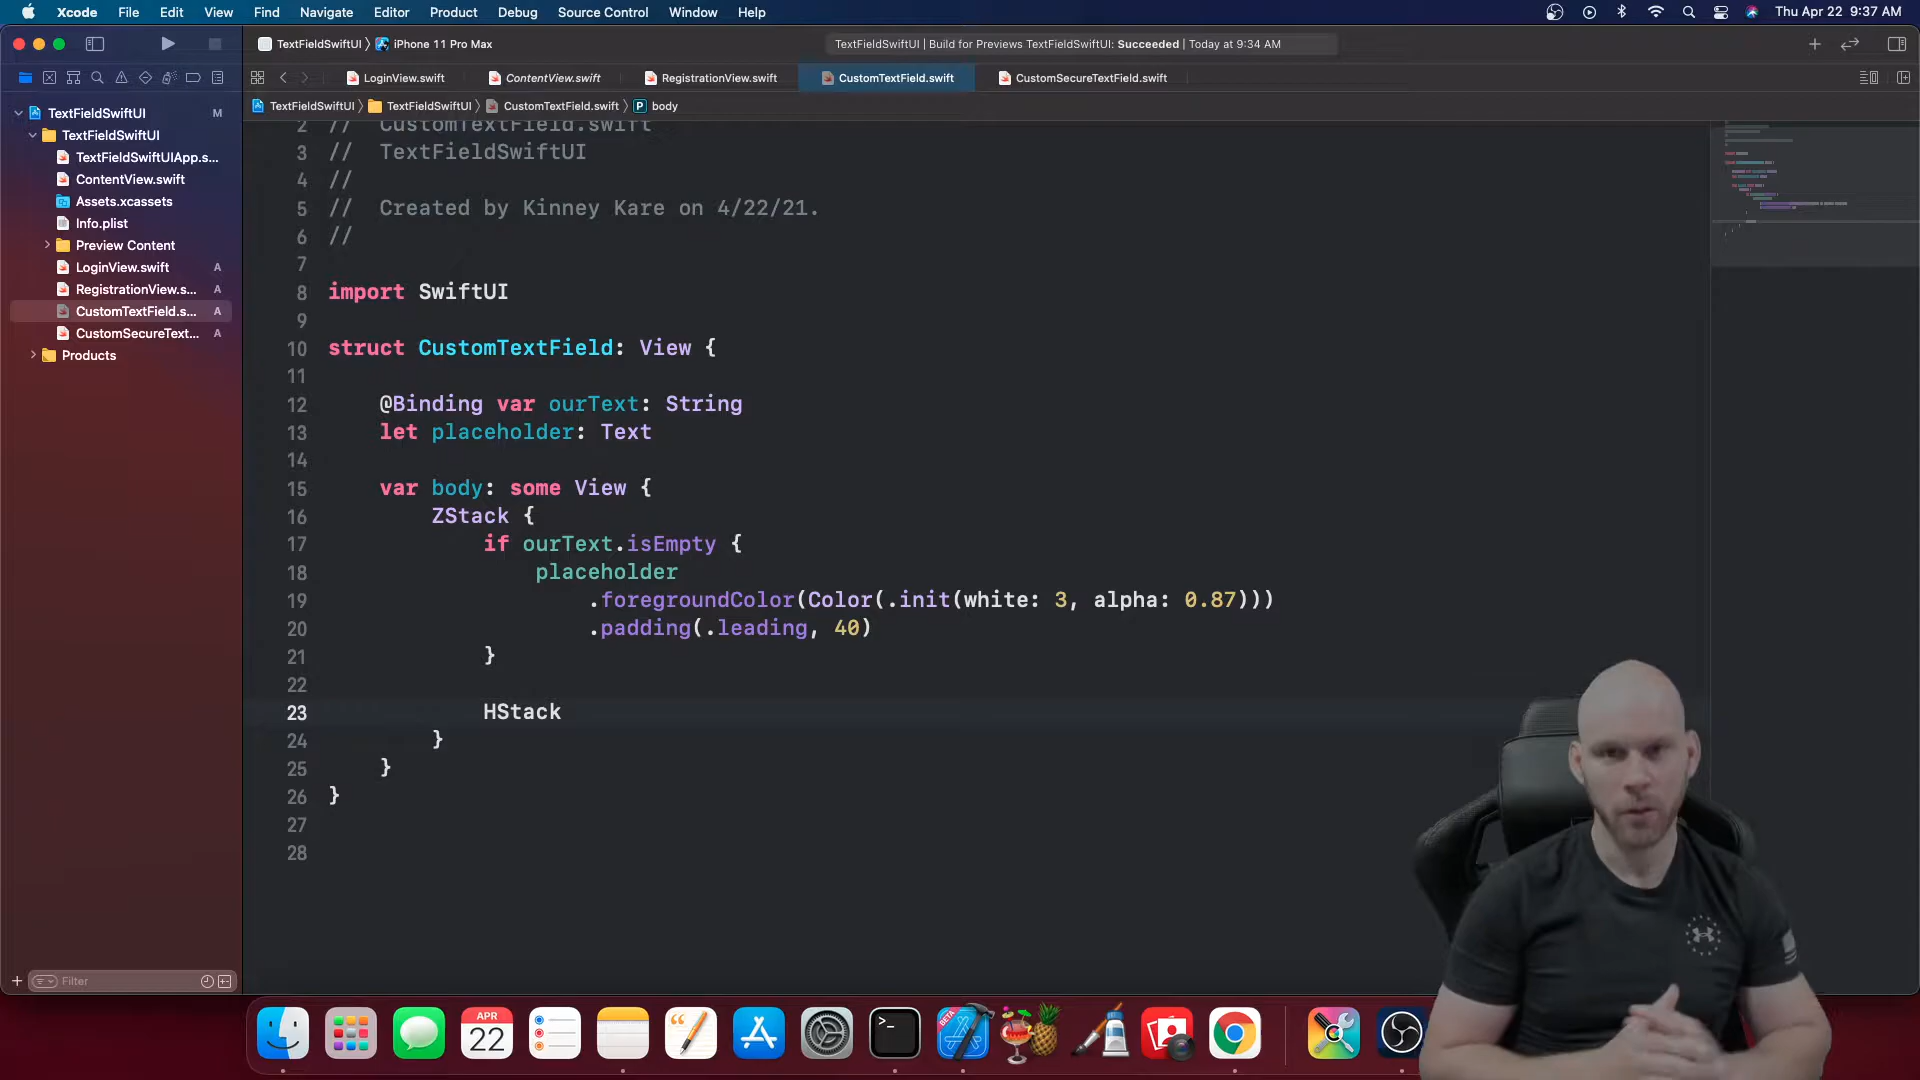 Xcode File Edit View Find Navigate Editor Product Debug Source Control Window Help Thu Apr 22 9:37 AM
TextFieldSwiftUI iPhone 11 Pro Max TextFieldSwiftUI | Build for Previews TextFieldSwiftUI: Succeeded | Today at 9:34 AM
LoginView.swift ContentView.swift RegistrationView.swift CustomTextField.swift CustomSecureTextField.swift
TextFieldSwiftUI TextFieldSwiftUI CustomTextField.swift P body
TextFieldSwiftUI M
TextFieldSwiftUI
TextFieldSwiftUIApp.s...
ContentView.swift
Assets.xcassets
Info.plist
Preview Content
LoginView.swift A
RegistrationView.s... A
CustomTextField.s... A
CustomSecureText... A
Products
Filter
2 // CustomTextField.swift
3 // TextFieldSwiftUI
4 //
5 // Created by Kinney Kare on 4/22/21.
6 //
7
8 import SwiftUI
9
10 struct CustomTextField: View {
11
12 @Binding var ourText: String
13 let placeholder: Text
14
15 var body: some View {
16 ZStack {
17 if ourText.isEmpty {
18 placeholder
19 .foregroundColor(Color(.init(white: 3, alpha: 0.87)))
20 .padding(.leading, 40)
21 }
22
23 HStack
24 }
25 }
26 }
27
28
APR
22
BETA